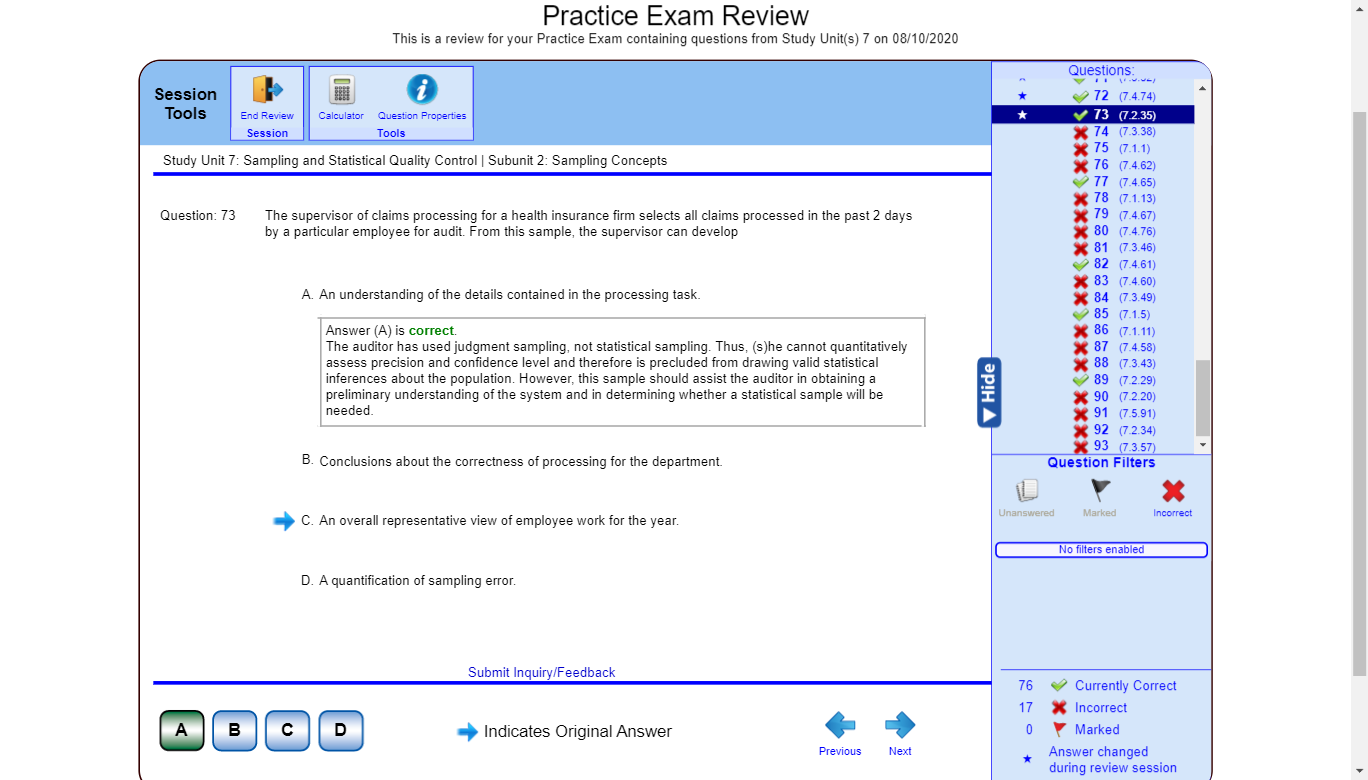 Practice Exam Review
This is a review for your Practice Exam containing questions from Study Unit(s) 7 on 08/10/2020
Session
Tools
End Review
Session
Calculator
Question Properties
Tools
Study Unit 7: Sampling and Statistical Quality Control | Subunit 2: Sampling Concepts
Question: 73
The supervisor of claims processing for a health insurance firm selects all claims processed in the past 2 days
by a particular employee for audit. From this sample, the supervisor can develop
A. An understanding of the details contained in the processing task.
Answer (A) is correct.
The auditor has used judgment sampling, not statistical sampling. Thus, (s)he cannot quantitatively
assess precision and confidence level and therefore is precluded from drawing valid statistical
inferences about the population. However, this sample should assist the auditor in obtaining a
preliminary understanding of the system and in determining whether a statistical sample will be
needed.
B. Conclusions about the correctness of processing for the department.
C. An overall representative view of employee work for the year.
D. A quantification of sampling error.
Submit Inquiry/Feedback
A B C D
Indicates Original Answer
Previous
Next
Hide
Questions:
72 (7.4.74)
73 (7.2.35)
74 (7.3.38)
75 (7.1.1)
76 (7.4.62)
77 (7.4.65)
78 (7.1.13)
79 (7.4.67)
80 (7.4.76)
81 (7.3.46)
82 (7.4.61)
83 (7.4.60)
84 (7.3.49)
85 (7.1.5)
86 (7.1.11)
87 (7.4.58)
88 (7.3.43)
89 (7.2.29)
90 (7.2.20)
91 (7.5.91)
92 (7.2.34)
93 (7.3.57)
Question Filters
Unanswered
Marked
Incorrect
No filters enabled
76 Currently Correct
17 Incorrect
0 Marked
Answer changed
during review session